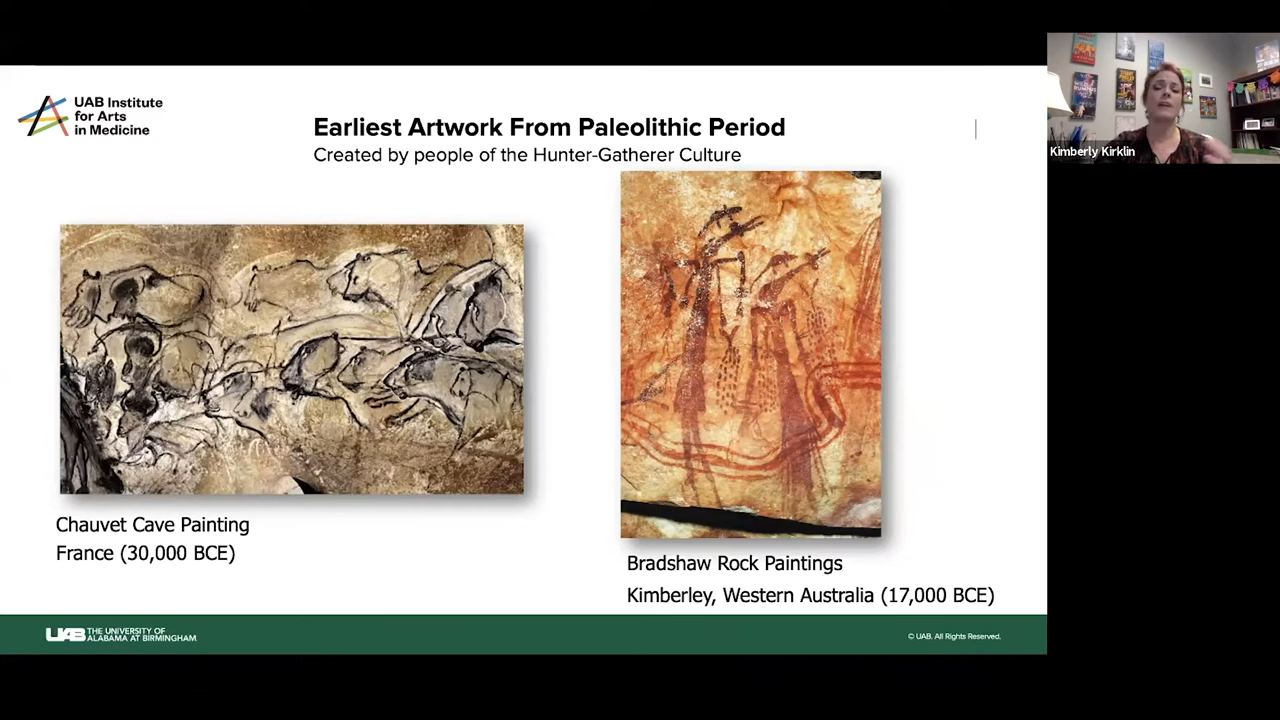 UAB Institute
for Arts
in Medicine
Earliest Artwork From Paleolithic Period
Created by people of the Hunter-Gatherer Culture
Kimberly Kirklin
Chauvet Cave Painting
France (30,000 BCE)
Bradshaw Rock Paintings
Kimberley, Western Australia (17,000 BCE)
UAB THE UNIVERSITY OF
ALABAMA AT BIRMINGHAM
© UAB. All Rights Reserved.